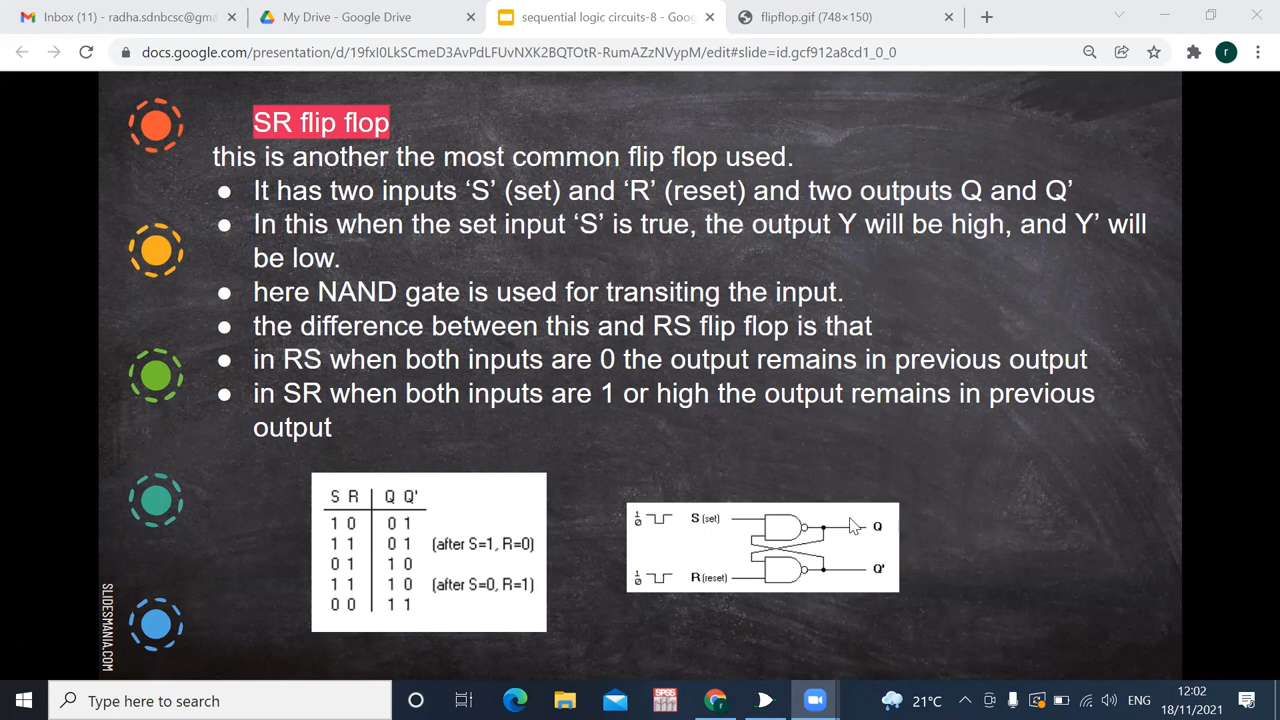 Inbox (11) - radha.sdnbcsc@gma
My Drive - Google Drive
sequential logic circuits-8 - Goog
flipflop.gif (748×150)
docs.google.com/presentation/d/19fxI0LkSCmeD3AvPdLFUvNXK2BQTOtR-RumAZzNVypM/edit#slide=id.gcf912a8cd1_0_0
r
SR flip flop
this is another the most common flip flop used.
● It has two inputs ‘S’ (set) and ‘R’ (reset) and two outputs Q and Q’
● In this when the set input ‘S’ is true, the output Y will be high, and Y’ will
be low.
● here NAND gate is used for transiting the input.
● the difference between this and RS flip flop is that
● in RS when both inputs are 0 the output remains in previous output
● in SR when both inputs are 1 or high the output remains in previous
output
S R Q Q'
1 0 0 1
1 1 0 1 (after S=1, R=0)
0 1 1 0
1 1 1 0 (after S=0, R=1)
0 0 1 1
1 0 S (set) Q
1 0 R (reset) Q'
SLIDESMANIA.COM
Type here to search
SPSS
r
21°C
ENG
12:02
18/11/2021